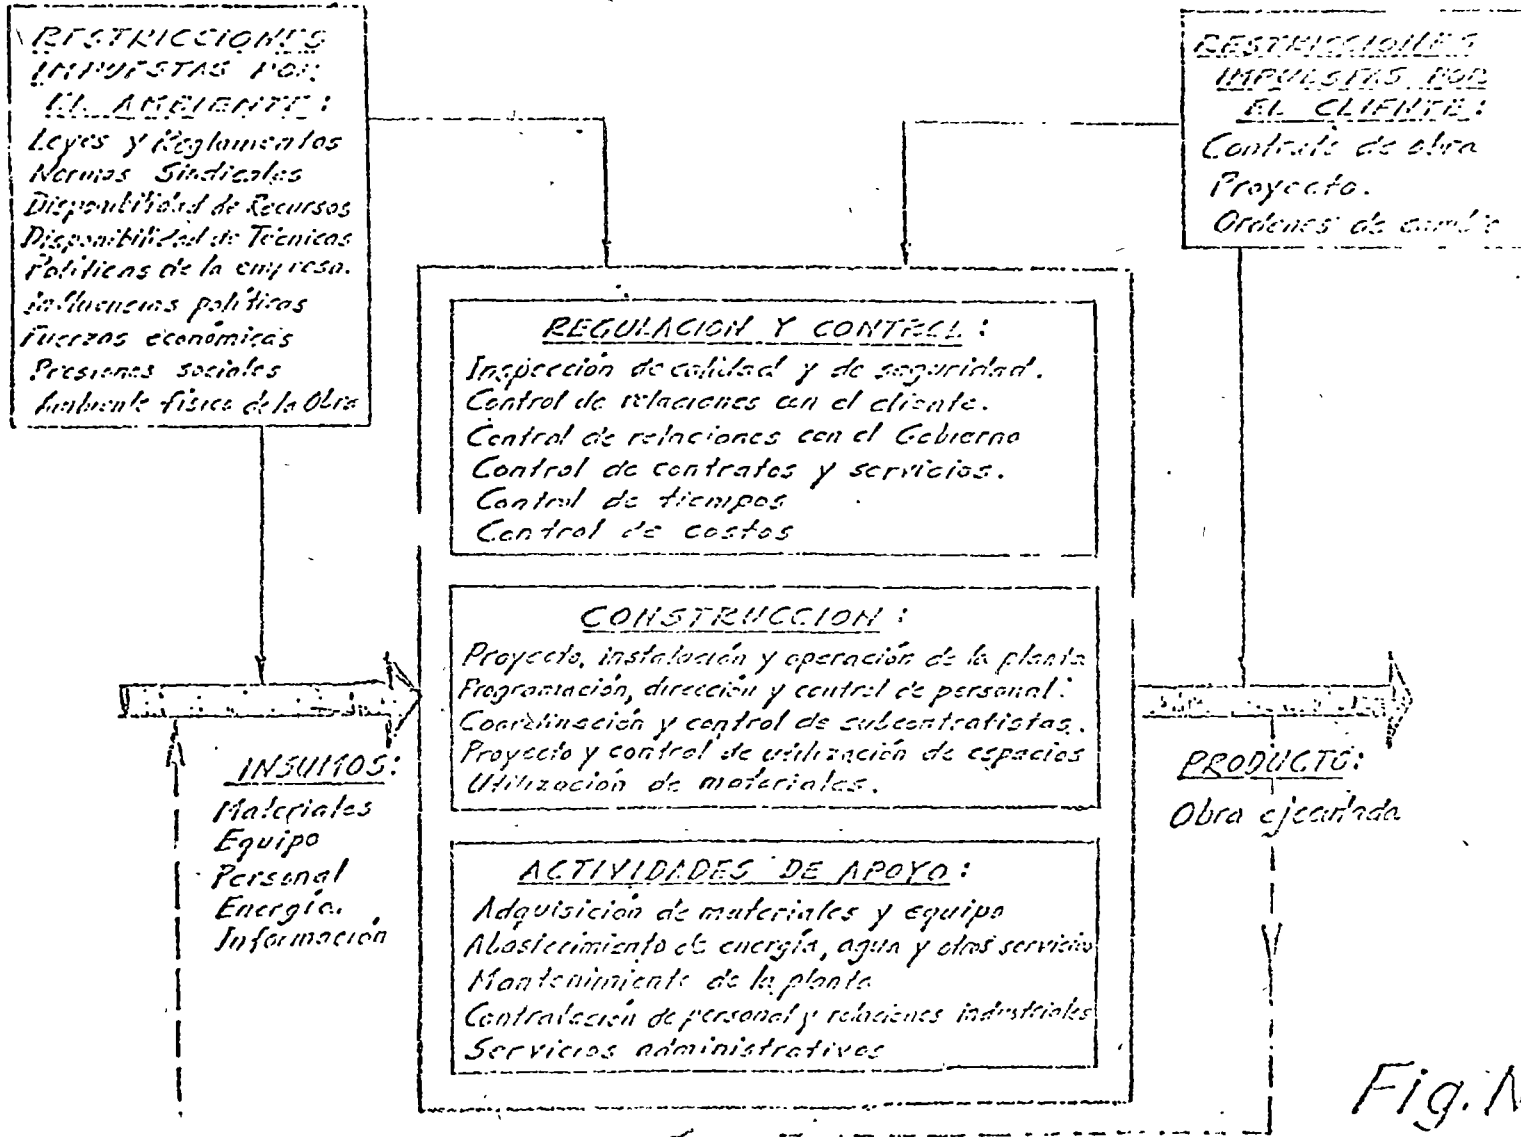 RESTRICCIONES
IMPUESTAS POR
EL AMBIENTE:
Leyes y Reglamentos
Normas Sindicales
Disponibilidad de Recursos
Disponibilidad de Técnicas
Políticas de la empresa.
Influencias políticas
Fuerzas económicas
Presiones sociales
Ambiente físico de la Obra
RESTRICCIONES
IMPUESTAS POR
EL CLIENTE:
Contrato de obra
Proyecto.
Ordenes de cambio
REGULACION Y CONTROL:
Inspección de calidad y de seguridad.
Control de relaciones con el cliente.
Control de relaciones con el Gobierno
Control de contratos y servicios.
Control de tiempos
Control de costos
CONSTRUCCION:
Proyecto, instalación y operación de la planta
Programación, dirección y control de personal.
Coordinación y control de subcontratistas.
Proyecto y control de utilización de espacios
Utilización de materiales.
INSUMOS:
Materiales
Equipo
Personal
Energía.
Información
PRODUCTO:
Obra ejecutada
ACTIVIDADES DE APOYO:
Adquisición de materiales y equipo
Abastecimiento de energía, agua y otros servicio
Mantenimiento de la planta
Contratación de personal y relaciones industriales
Servicios administrativos
Fig. N